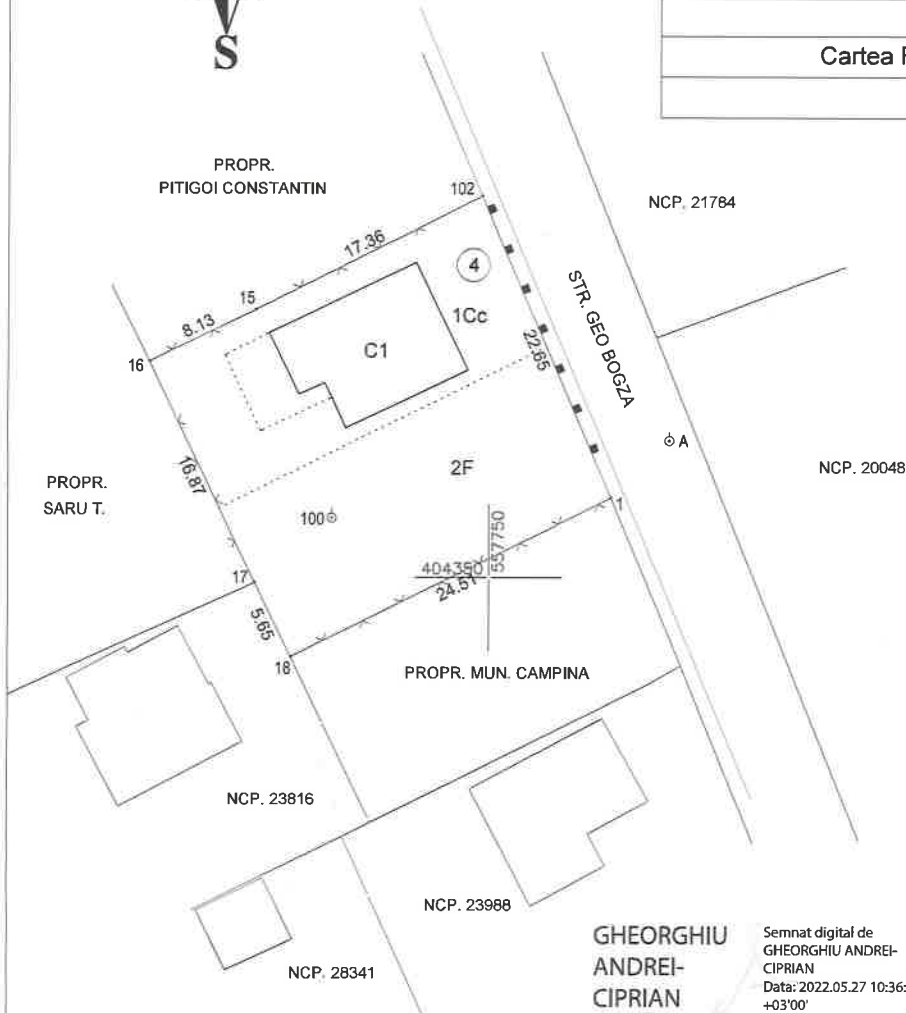 S
Cartea F
PROPR.
PITIGOI CONSTANTIN
102
NCP. 21784
17.36
4
15
8.13
1Cc
STR. GEO BOGZA
16
C1
22.65
A
2F
NCP. 20048
PROPR.
SARU T.
16.87
100
1
557750
404380
24.51
17
5.65
18
PROPR. MUN. CAMPINA
NCP. 23816
NCP. 23988
NCP. 28341
GHEORGHIU
ANDREI-
CIPRIAN
Semnat digital de
GHEORGHIU ANDREI-
CIPRIAN
Data: 2022.05.27 10:36:
+03'00'